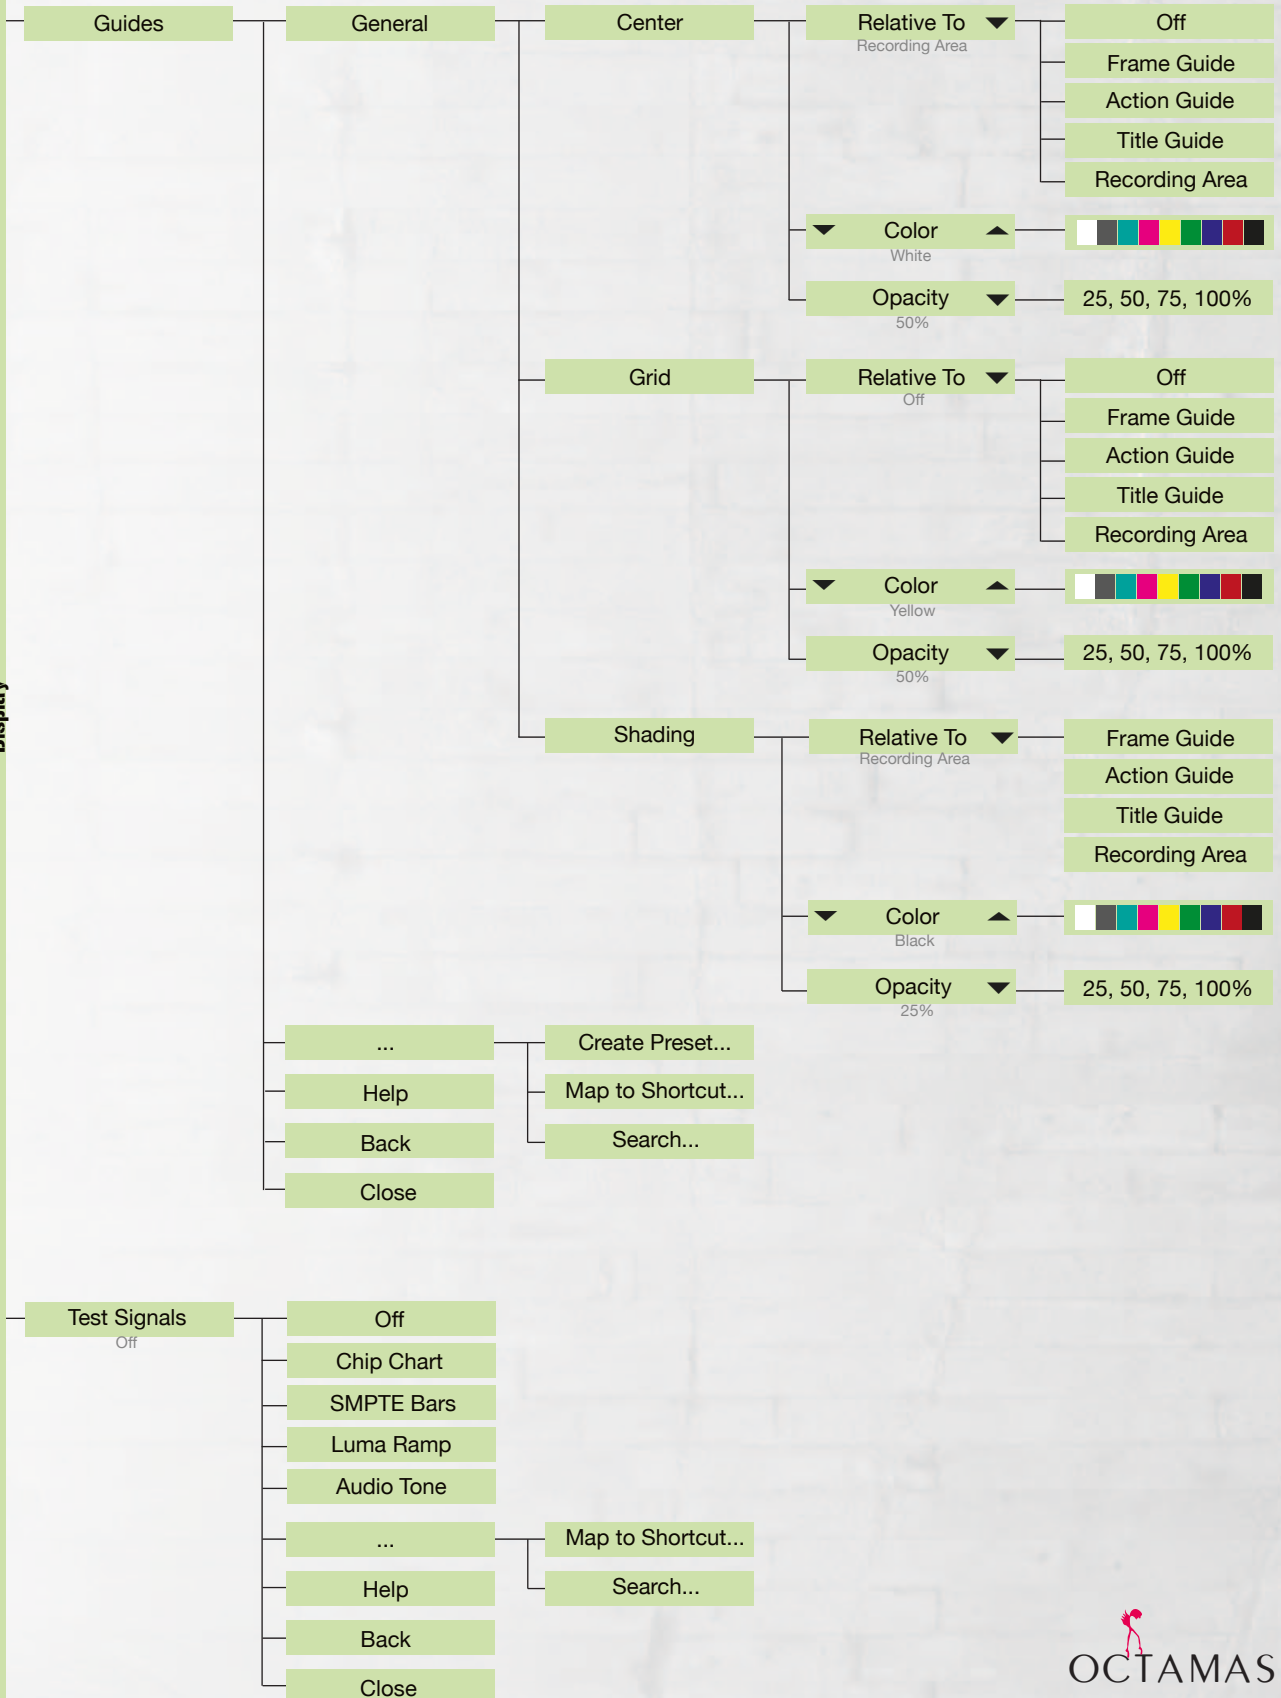 Guides
General
Center
Relative To
Recording Area
Off
Frame Guide
Action Guide
Title Guide
Recording Area
Color
White
Opacity
50%
25, 50, 75, 100%
Grid
Relative To
Off
Off
Frame Guide
Action Guide
Title Guide
Recording Area
Color
Yellow
Opacity
50%
25, 50, 75, 100%
Shading
Relative To
Recording Area
Frame Guide
Action Guide
Title Guide
Recording Area
Color
Black
Opacity
25%
25, 50, 75, 100%
...
Create Preset...
Map to Shortcut...
Search...
Help
Back
Close
Test Signals
Off
Off
Chip Chart
SMPTE Bars
Luma Ramp
Audio Tone
...
Map to Shortcut...
Search...
Help
Back
Close
OCTAMAS